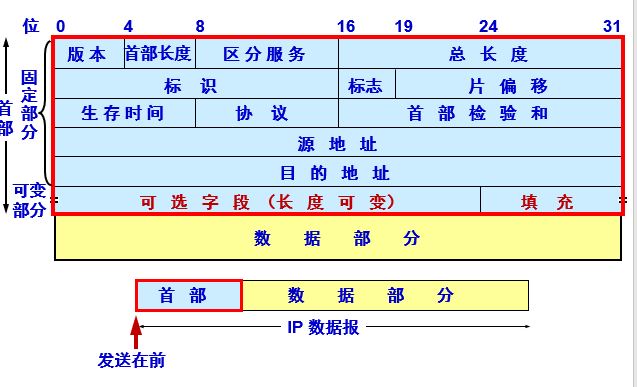 位 0 4 8 16 19 24 31
版本 首部长度 区分服务 总长度
标识 标志 片偏移
生存时间 协议 首部检验和
源地址
目的地址
可选字段（长度可变） 填充
首部
固定部分
可变部分
数据部分
首部 数据部分
IP 数据报
发送在前